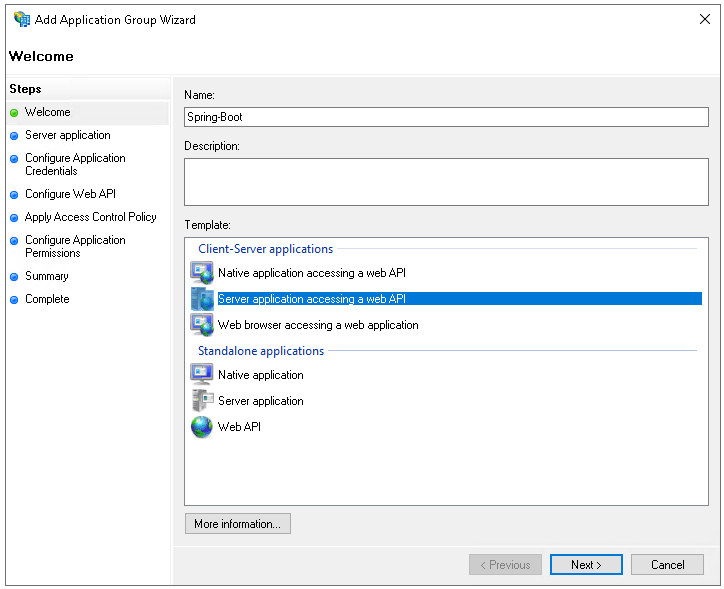 Add Application Group Wizard
Welcome
Steps
Welcome
Server application
Configure Application
Credentials
Configure Web API
Apply Access Control Policy
Configure Application
Permissions
Summary
Complete
Name:
Spring-Boot
Description:
Template:
Client-Server applications
Native application accessing a web API
Server application accessing a web API
Web browser accessing a web application
Standalone applications
Native application
Server application
Web API
More information...
< Previous
Next >
Cancel